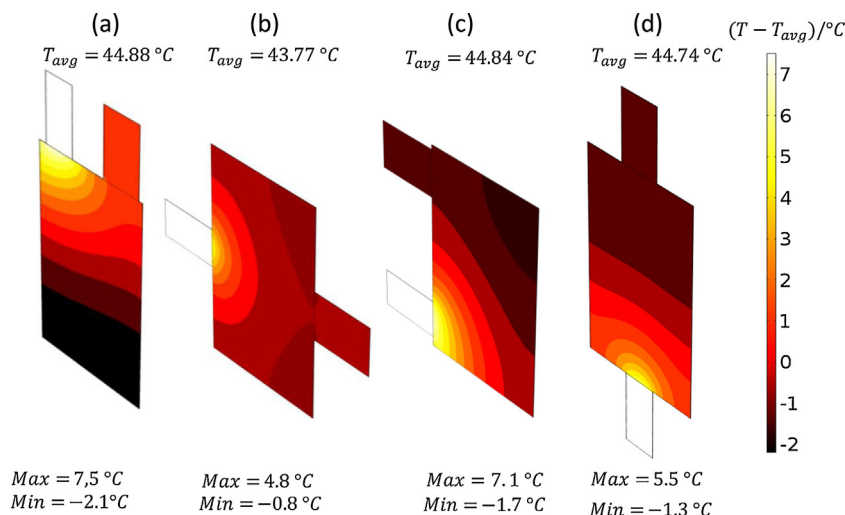 (a)
(b)
(c)
(d)
T_avg = 44.88 °C
T_avg = 43.77 °C
T_avg = 44.84 °C
T_avg = 44.74 °C
(T − T_avg)/°C
7
6
5
4
3
2
1
0
-1
-2
Max = 7,5 °C
Min = −2.1°C
Max = 4.8 °C
Min = −0.8 °C
Max = 7.1 °C
Min = −1.7 °C
Max = 5.5 °C
Min = −1.3 °C